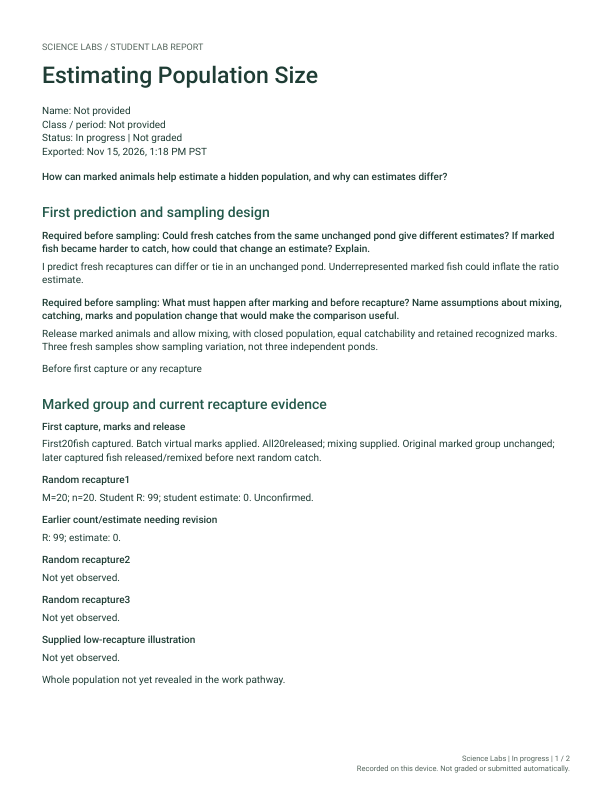 SCIENCE LABS / STUDENT LAB REPORT
Estimating Population Size
Name: Not provided
Class / period: Not provided
Status: In progress | Not graded
Exported: Nov 15, 2026, 1:18 PM PST
How can marked animals help estimate a hidden population, and why can estimates differ?
First prediction and sampling design
Required before sampling: Could fresh catches from the same unchanged pond give different estimates? If marked
fish became harder to catch, how could that change an estimate? Explain.
I predict fresh recaptures can differ or tie in an unchanged pond. Underrepresented marked fish could inflate the ratio
estimate.
Required before sampling: What must happen after marking and before recapture? Name assumptions about mixing,
catching, marks and population change that would make the comparison useful.
Release marked animals and allow mixing, with closed population, equal catchability and retained recognized marks.
Three fresh samples show sampling variation, not three independent ponds.
Before first capture or any recapture
Marked group and current recapture evidence
First capture, marks and release
First20fish captured. Batch virtual marks applied. All20released; mixing supplied. Original marked group unchanged;
later captured fish released/remixed before next random catch.
Random recapture1
M=20; n=20. Student R: 99; student estimate: 0. Unconfirmed.
Earlier count/estimate needing revision
R: 99; estimate: 0.
Random recapture2
Not yet observed.
Random recapture3
Not yet observed.
Supplied low-recapture illustration
Not yet observed.
Whole population not yet revealed in the work pathway.
Science Labs | In progress | 1 / 2
Recorded on this device. Not graded or submitted automatically.